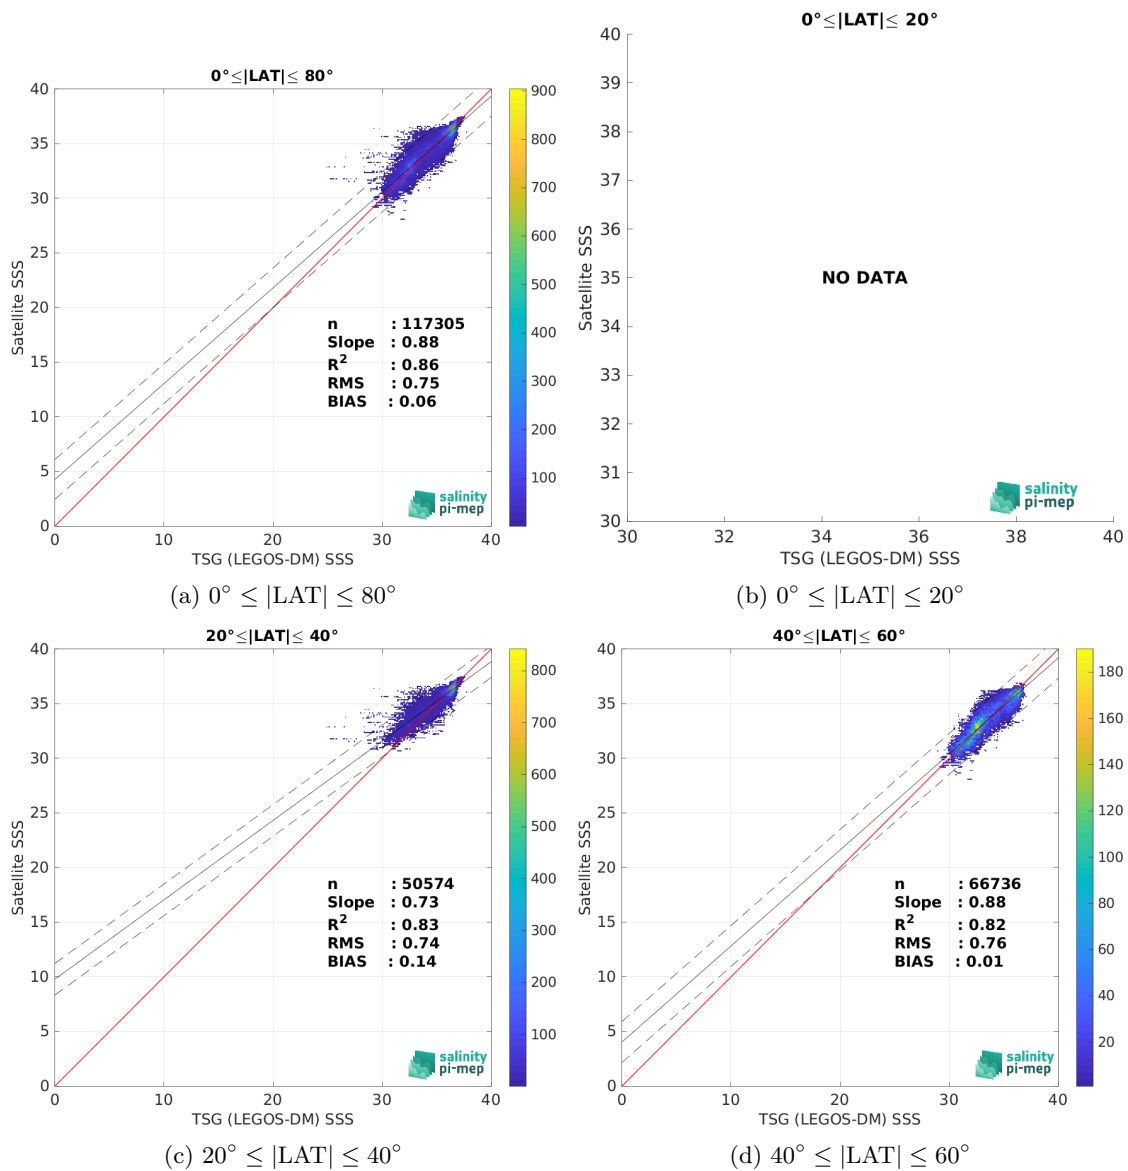 0°≤|LAT|≤ 80°
40
35
30
25
20
15
10
5
0
Satellite SSS
0
10
20
30
40
TSG (LEGOS-DM) SSS
900
800
700
600
500
400
300
200
100
n : 117305
Slope : 0.88
R² : 0.86
RMS : 0.75
BIAS : 0.06
salinity
pi-mep
(a) 0° ≤ |LAT| ≤ 80°
0°≤|LAT|≤ 20°
40
39
38
37
36
35
34
33
32
31
30
Satellite SSS
NO DATA
30
32
34
36
38
40
TSG (LEGOS-DM) SSS
salinity
pi-mep
(b) 0° ≤ |LAT| ≤ 20°
20°≤|LAT|≤ 40°
40
35
30
25
20
15
10
5
0
Satellite SSS
0
10
20
30
40
TSG (LEGOS-DM) SSS
800
700
600
500
400
300
200
100
n : 50574
Slope : 0.73
R² : 0.83
RMS : 0.74
BIAS : 0.14
salinity
pi-mep
(c) 20° ≤ |LAT| ≤ 40°
40°≤|LAT|≤ 60°
40
35
30
25
20
15
10
5
0
Satellite SSS
0
10
20
30
40
TSG (LEGOS-DM) SSS
180
160
140
120
100
80
60
40
20
n : 66736
Slope : 0.88
R² : 0.82
RMS : 0.76
BIAS : 0.01
salinity
pi-mep
(d) 40° ≤ |LAT| ≤ 60°